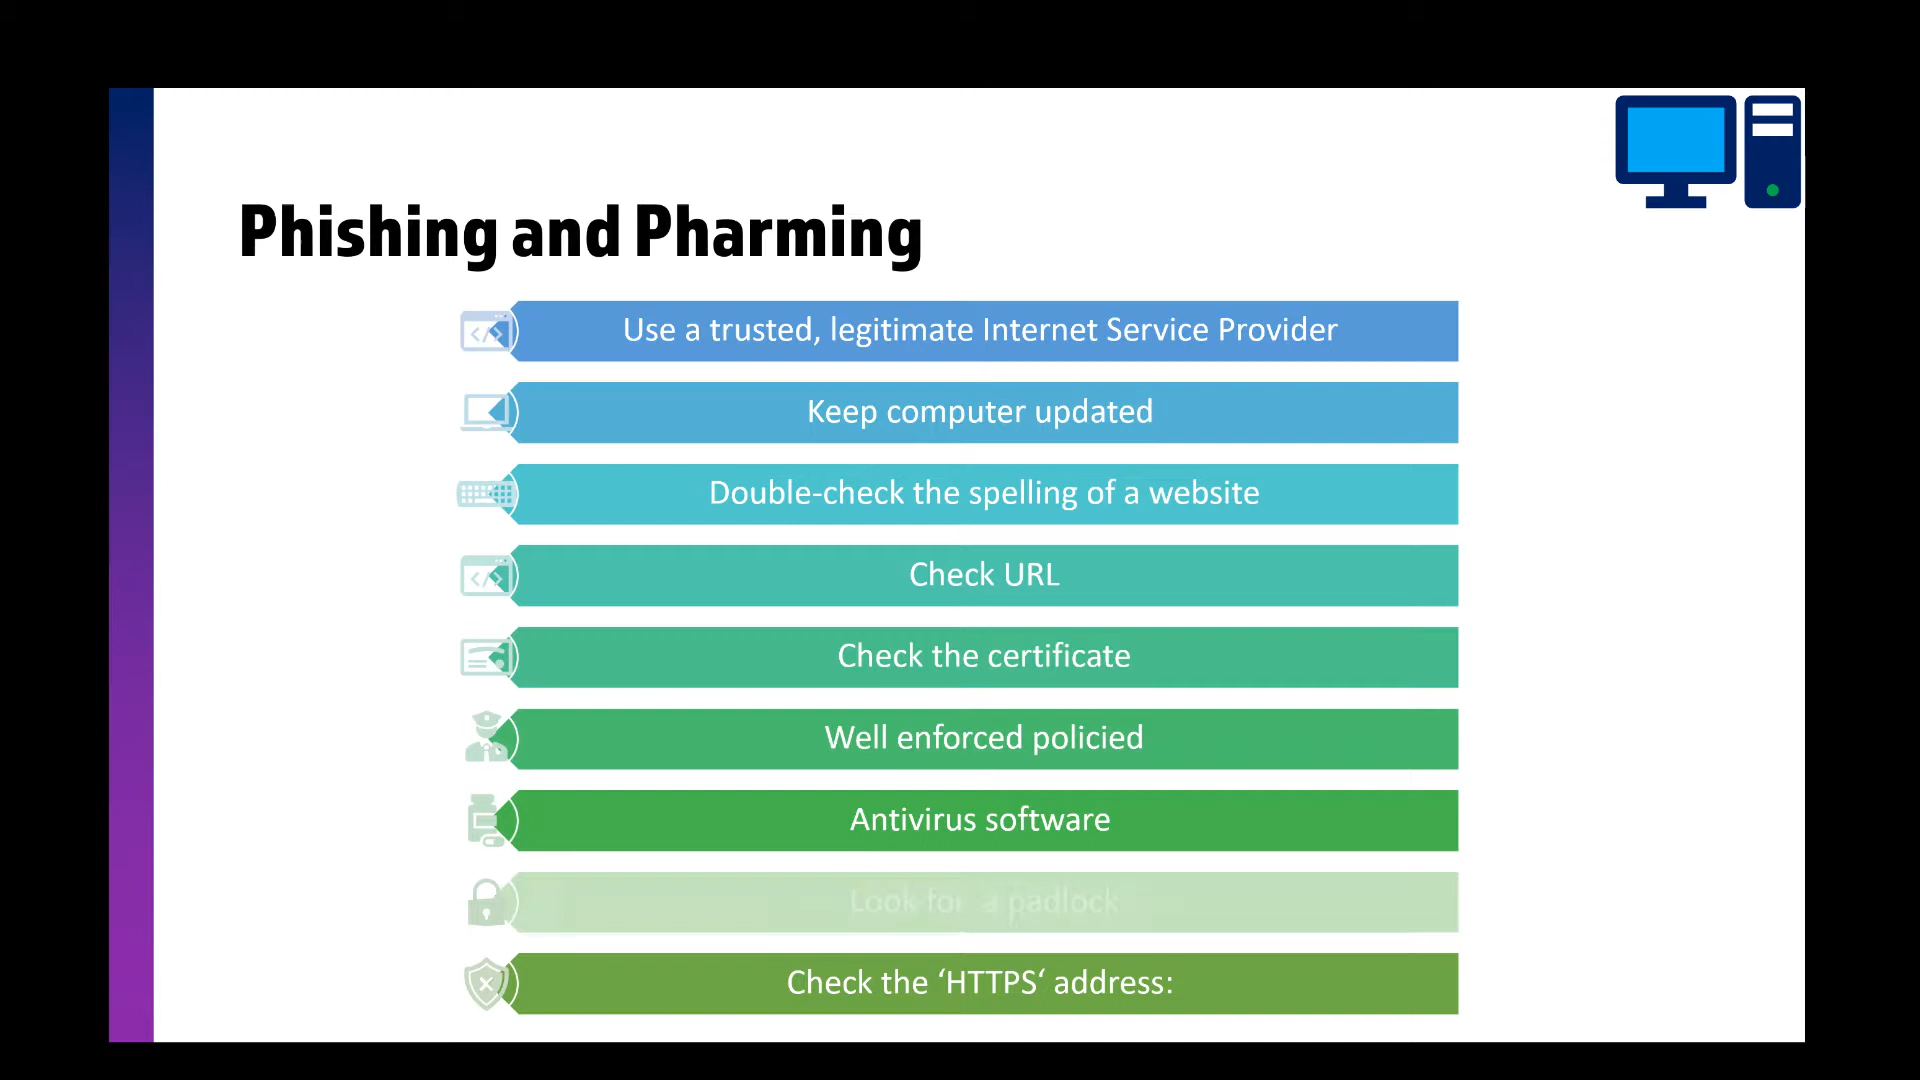 Phishing and Pharming
Use a trusted, legitimate Internet Service Provider
Keep computer updated
Double-check the spelling of a website
Check URL
Check the certificate
Well enforced policied
Antivirus software
Look for a padlock
Check the ‘HTTPS‘ address: